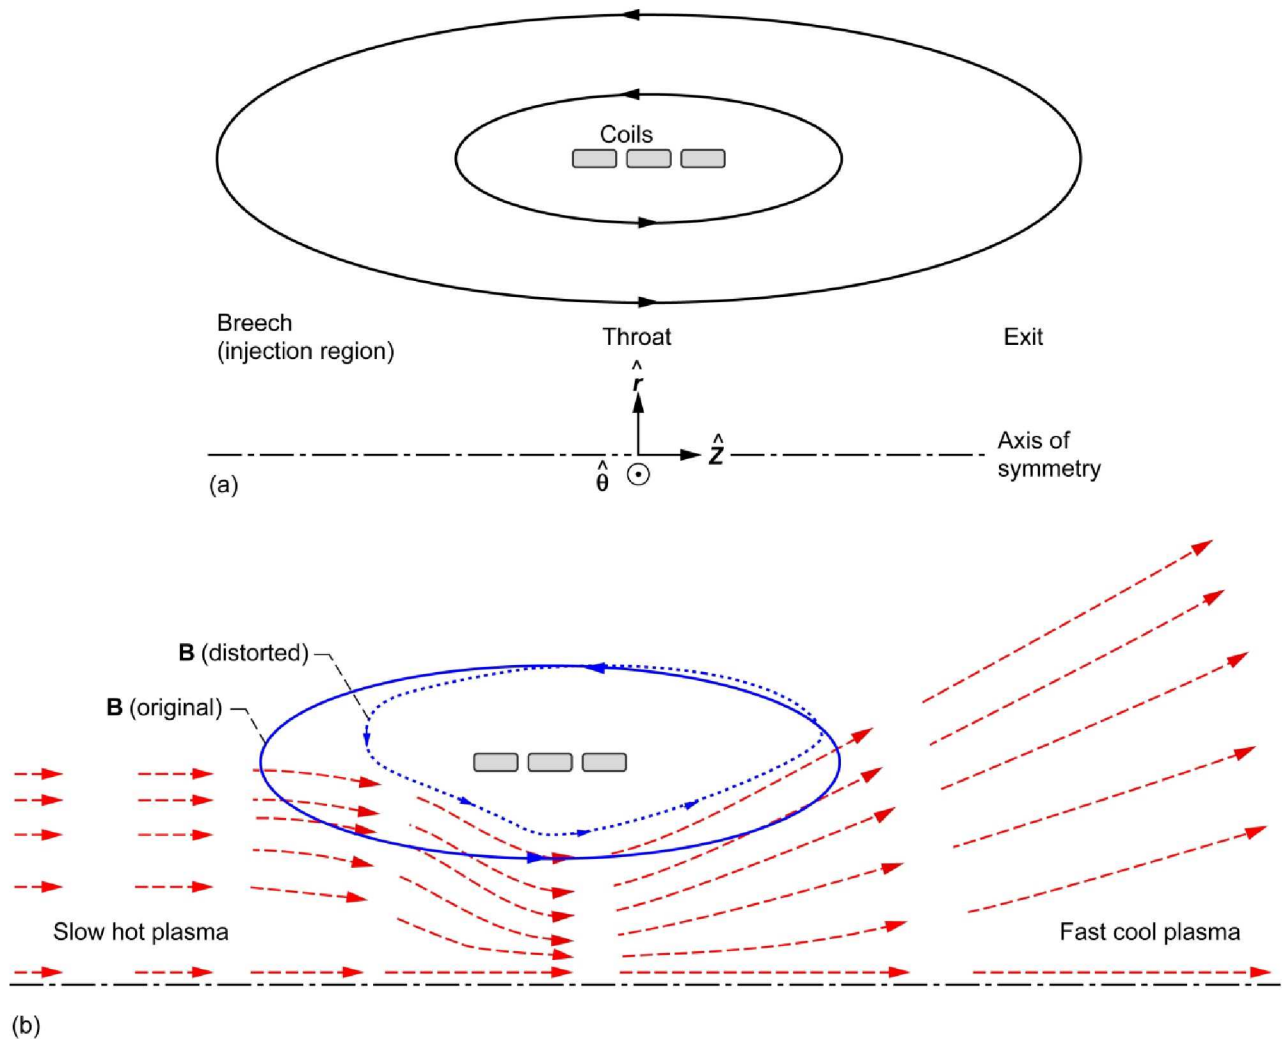 Coils
Breech
(injection region)
Throat
Exit
r̂
Ẑ
θ̂
Axis of
symmetry
(a)
B (distorted)
B (original)
Slow hot plasma
Fast cool plasma
(b)